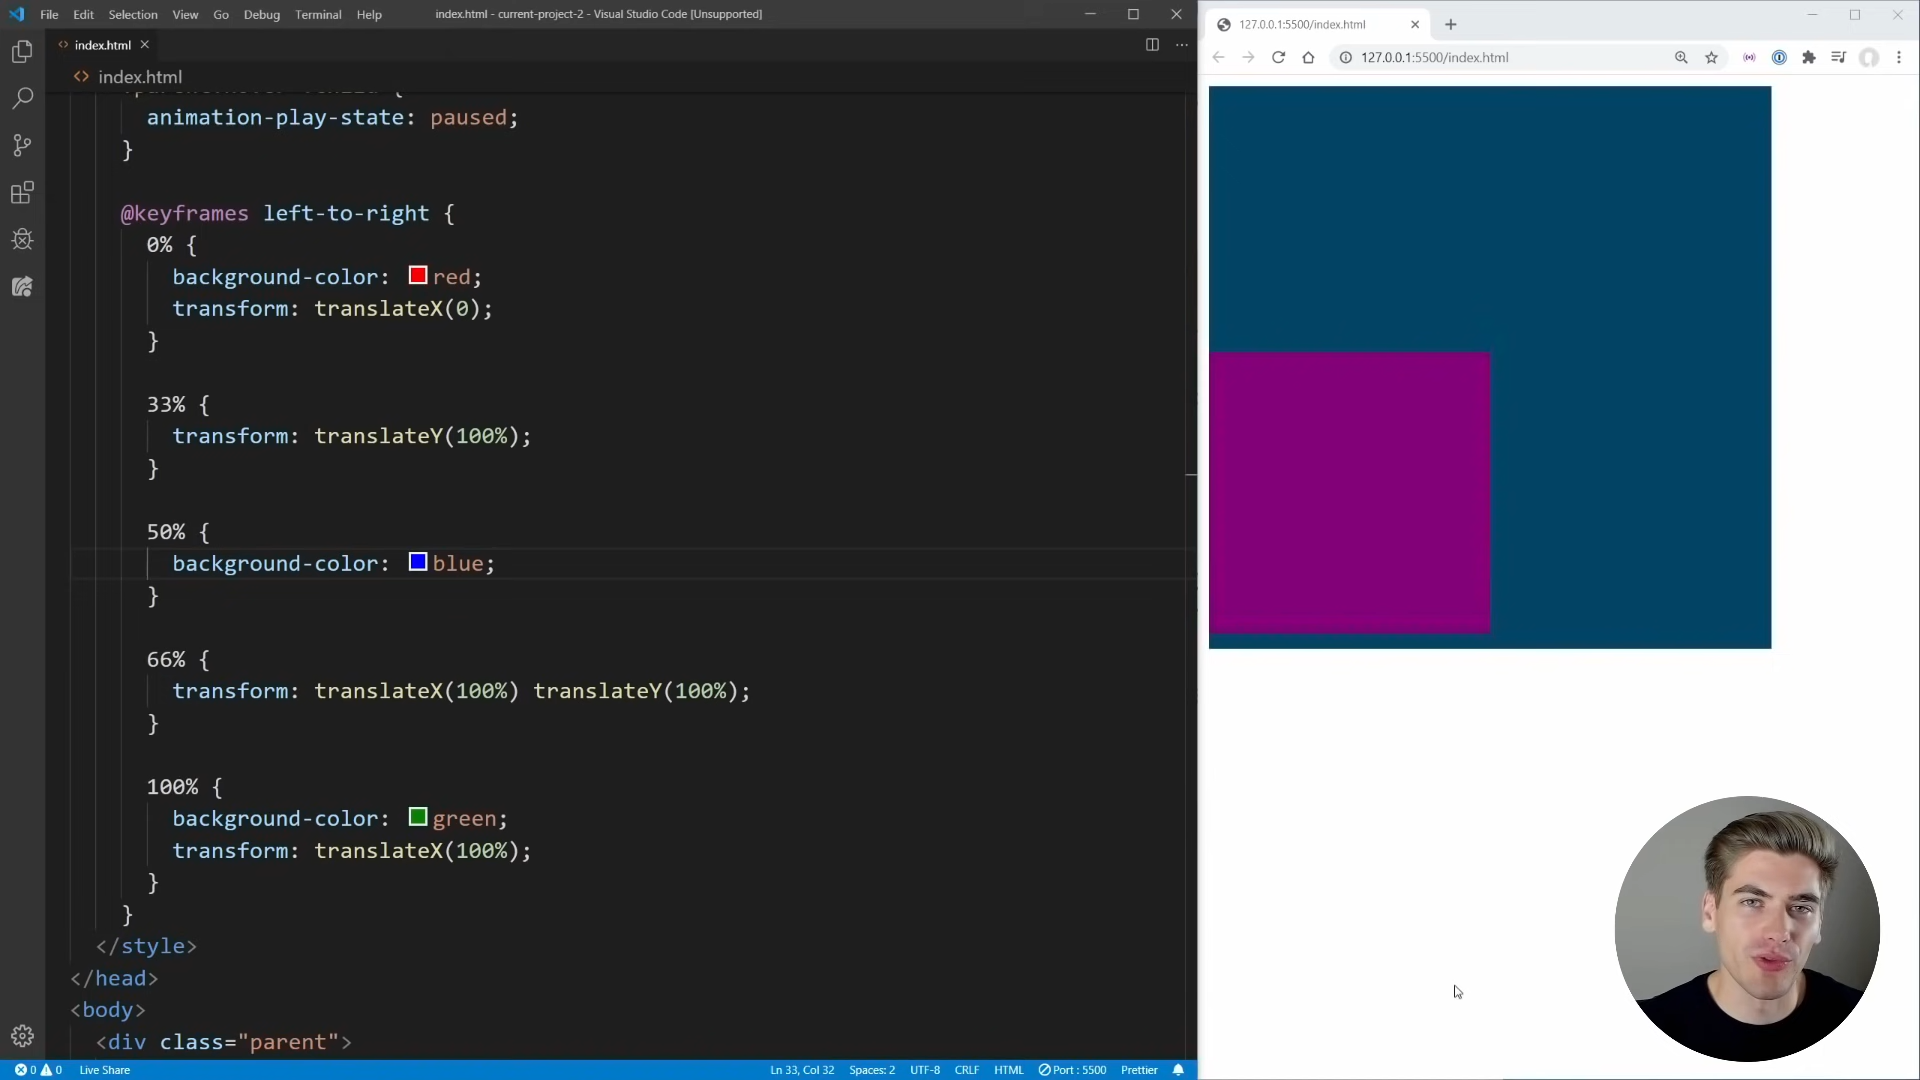 File Edit Selection View Go Debug Terminal Help
index.html - current-project-2 - Visual Studio Code [Unsupported]
index.html
index.html
animation-play-state: paused;
}
@keyframes left-to-right {
0% {
background-color: red;
transform: translateX(0);
}
33% {
transform: translateY(100%);
}
50% {
background-color: blue;
}
66% {
transform: translateX(100%) translateY(100%);
}
100% {
background-color: green;
transform: translateX(100%);
}
}
</style>
</head>
<body>
<div class="parent">
0 0 Live Share
Ln 33, Col 32 Spaces: 2 UTF-8 CRLF HTML Port : 5500 Prettier
127.0.0.1:5500/index.html
127.0.0.1:5500/index.html